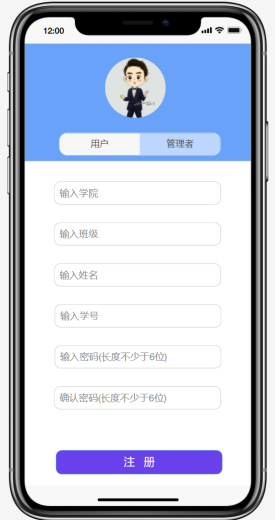 12:00
用户 管理者
输入学院
输入班级
输入姓名
输入学号
输入密码(长度不少于6位)
确认密码(长度不少于6位)
注 册